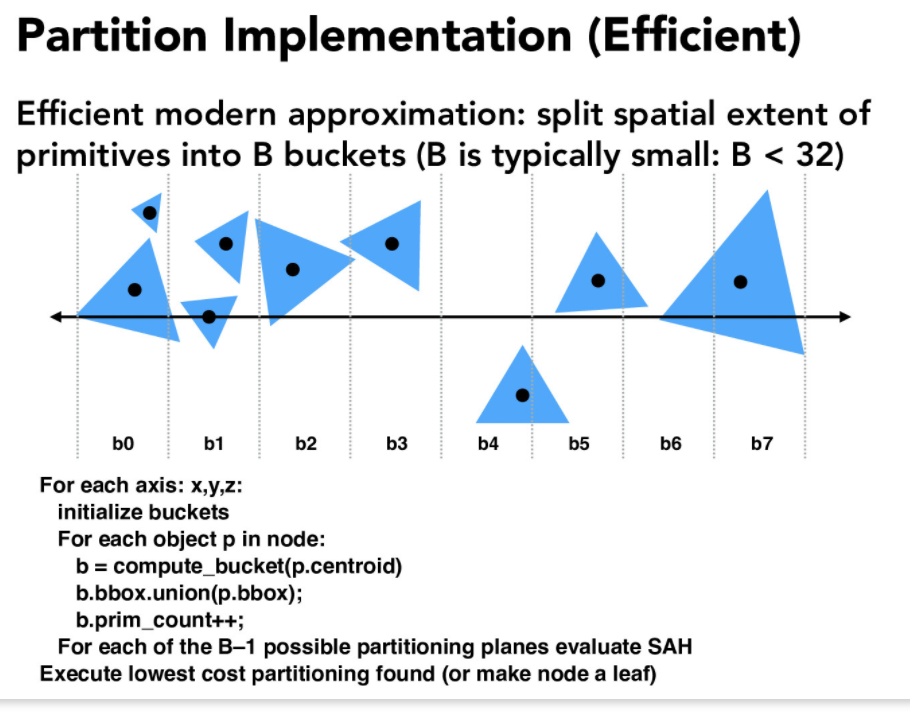 Partition Implementation (Efficient)
Efficient modern approximation: split spatial extent of
primitives into B buckets (B is typically small: B < 32)
b0 b1 b2 b3 b4 b5 b6 b7
For each axis: x,y,z:
initialize buckets
For each object p in node:
b = compute_bucket(p.centroid)
b.bbox.union(p.bbox);
b.prim_count++;
For each of the B–1 possible partitioning planes evaluate SAH
Execute lowest cost partitioning found (or make node a leaf)